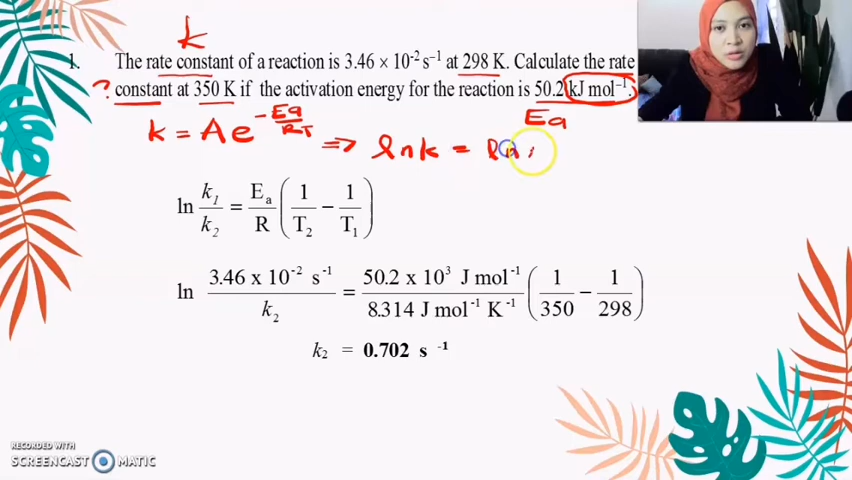 k
1. The rate constant of a reaction is 3.46 × 10⁻² s⁻¹ at 298 K. Calculate the rate
? constant at 350 K if the activation energy for the reaction is 50.2 kJ mol⁻¹.
Ea
k = Ae^(-Ea/RT) ⇒ ln k = ln
ln k₁/k₂ = Eₐ/R (1/T₂ − 1/T₁)
ln 3.46 x 10⁻² s⁻¹/k₂ = 50.2 x 10³ J mol⁻¹/8.314 J mol⁻¹ K⁻¹ (1/350 − 1/298)
k₂ = 0.702 s ⁻¹
RECORDED WITH
SCREENCAST MATIC